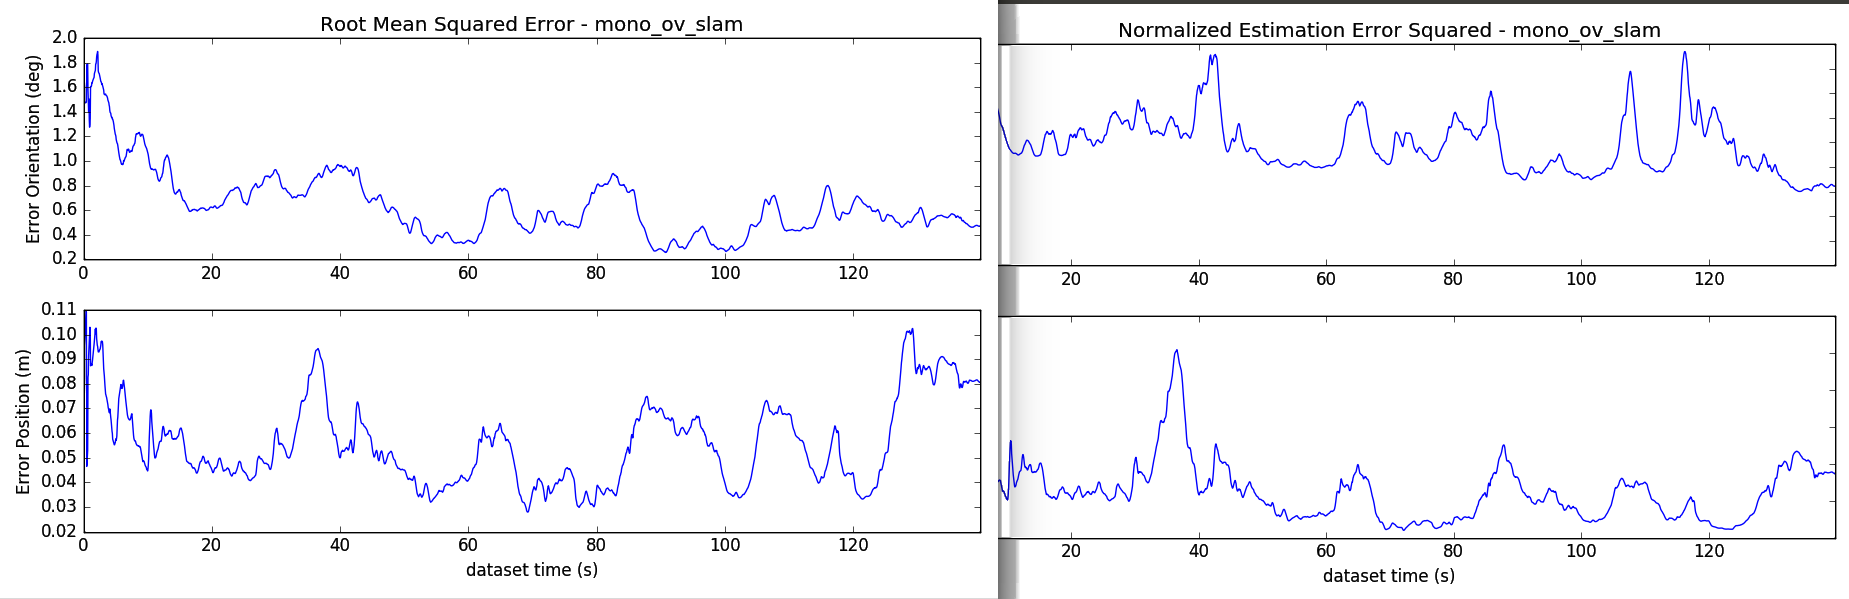 Root Mean Squared Error - mono_ov_slam
Error Orientation (deg)
2.0
1.8
1.6
1.4
1.2
1.0
0.8
0.6
0.4
0.2
0 20 40 60 80 100 120
Error Position (m)
0.11
0.10
0.09
0.08
0.07
0.06
0.05
0.04
0.03
0.02
0 20 40 60 80 100 120
dataset time (s)
Normalized Estimation Error Squared - mono_ov_slam
20 40 60 80 100 120
20 40 60 80 100 120
dataset time (s)